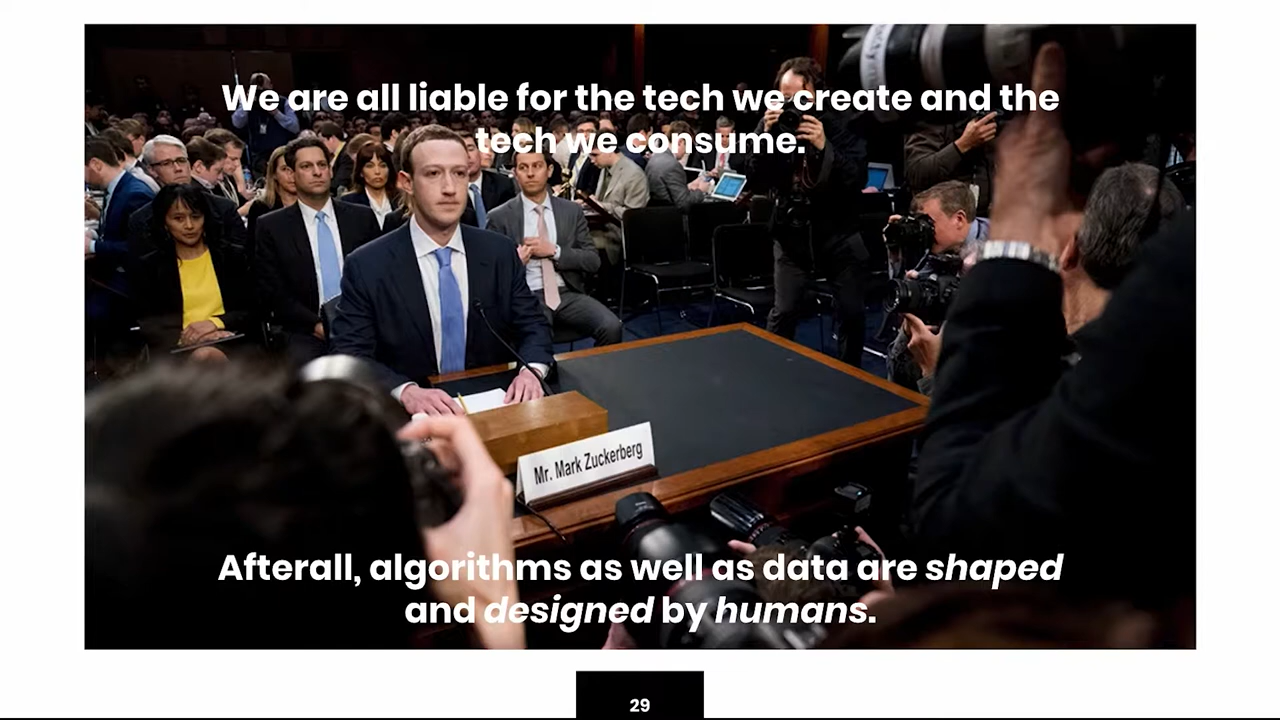 We are all liable for the tech we create and the
tech we consume.
Mr. Mark Zuckerberg
Afterall, algorithms as well as data are shaped
and designed by humans.
29